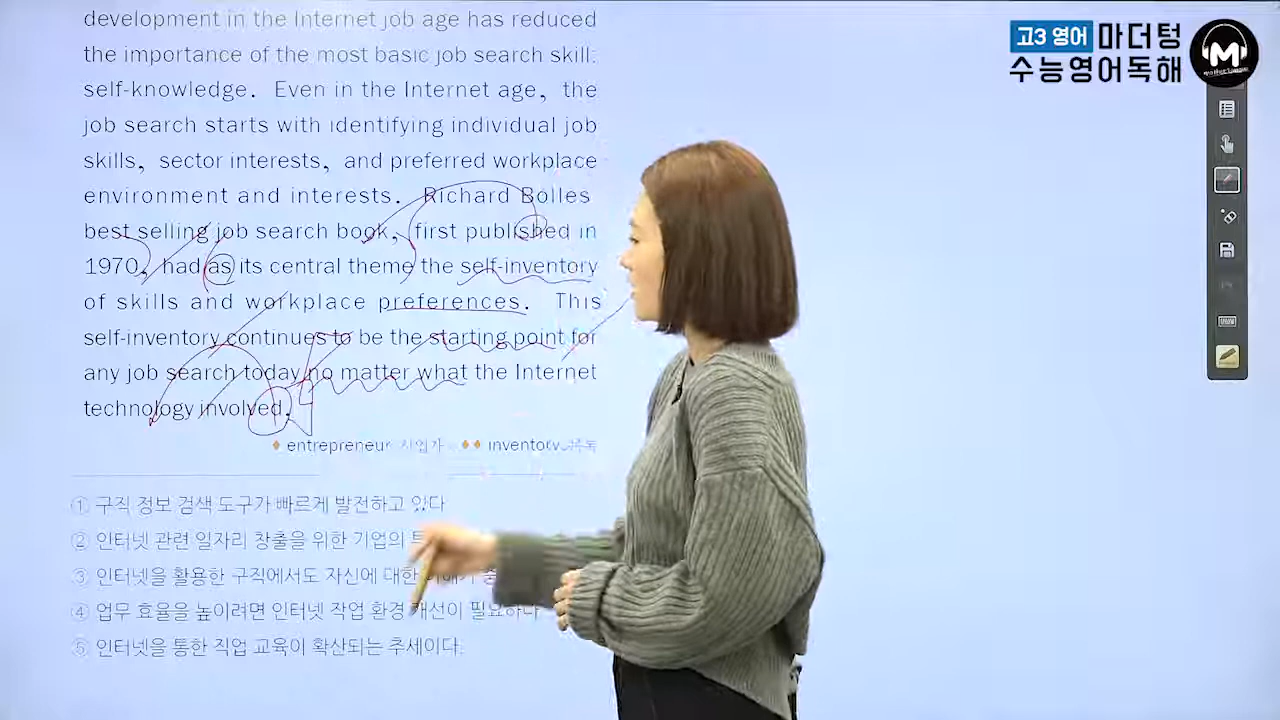 development in the Internet job age has reduced
the importance of the most basic job search skill:
self-knowledge. Even in the Internet age, the
job search starts with identifying individual job
skills, sector interests, and preferred workplace
environment and interests. Richard Bolles
best selling job search book, first published in
1970, had as its central theme the self-inventory
of skills and workplace preferences. This
self-inventory continues to be the starting point for
any job search today no matter what the Internet
technology involved.
entrepreneur 사업가 inventory 목록
① 구직 정보 검색 도구가 빠르게 발전하고 있다
② 인터넷 관련 일자리 창출을 위한 기업의
③ 인터넷을 활용한 구직에서도 자신에 대한
④ 업무 효율을 높이려면 인터넷 작업 환경 개선이 필요하다
⑤ 인터넷을 통한 직업 교육이 확산되는 추세이다.
고3 영어 마더텅
수능영어독해
M